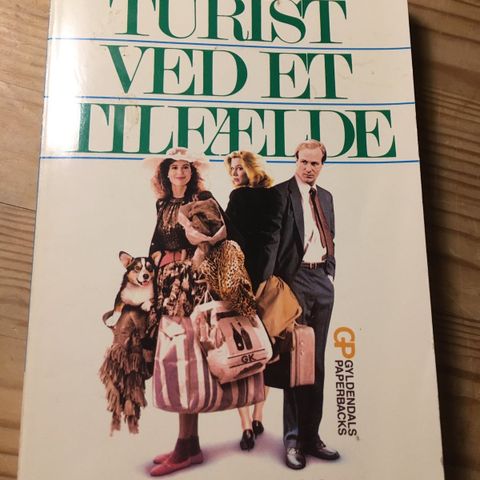 TURIST
VED ET
TILFÆLDE
GK
GP
GYLDENDALS
PAPERBACKS